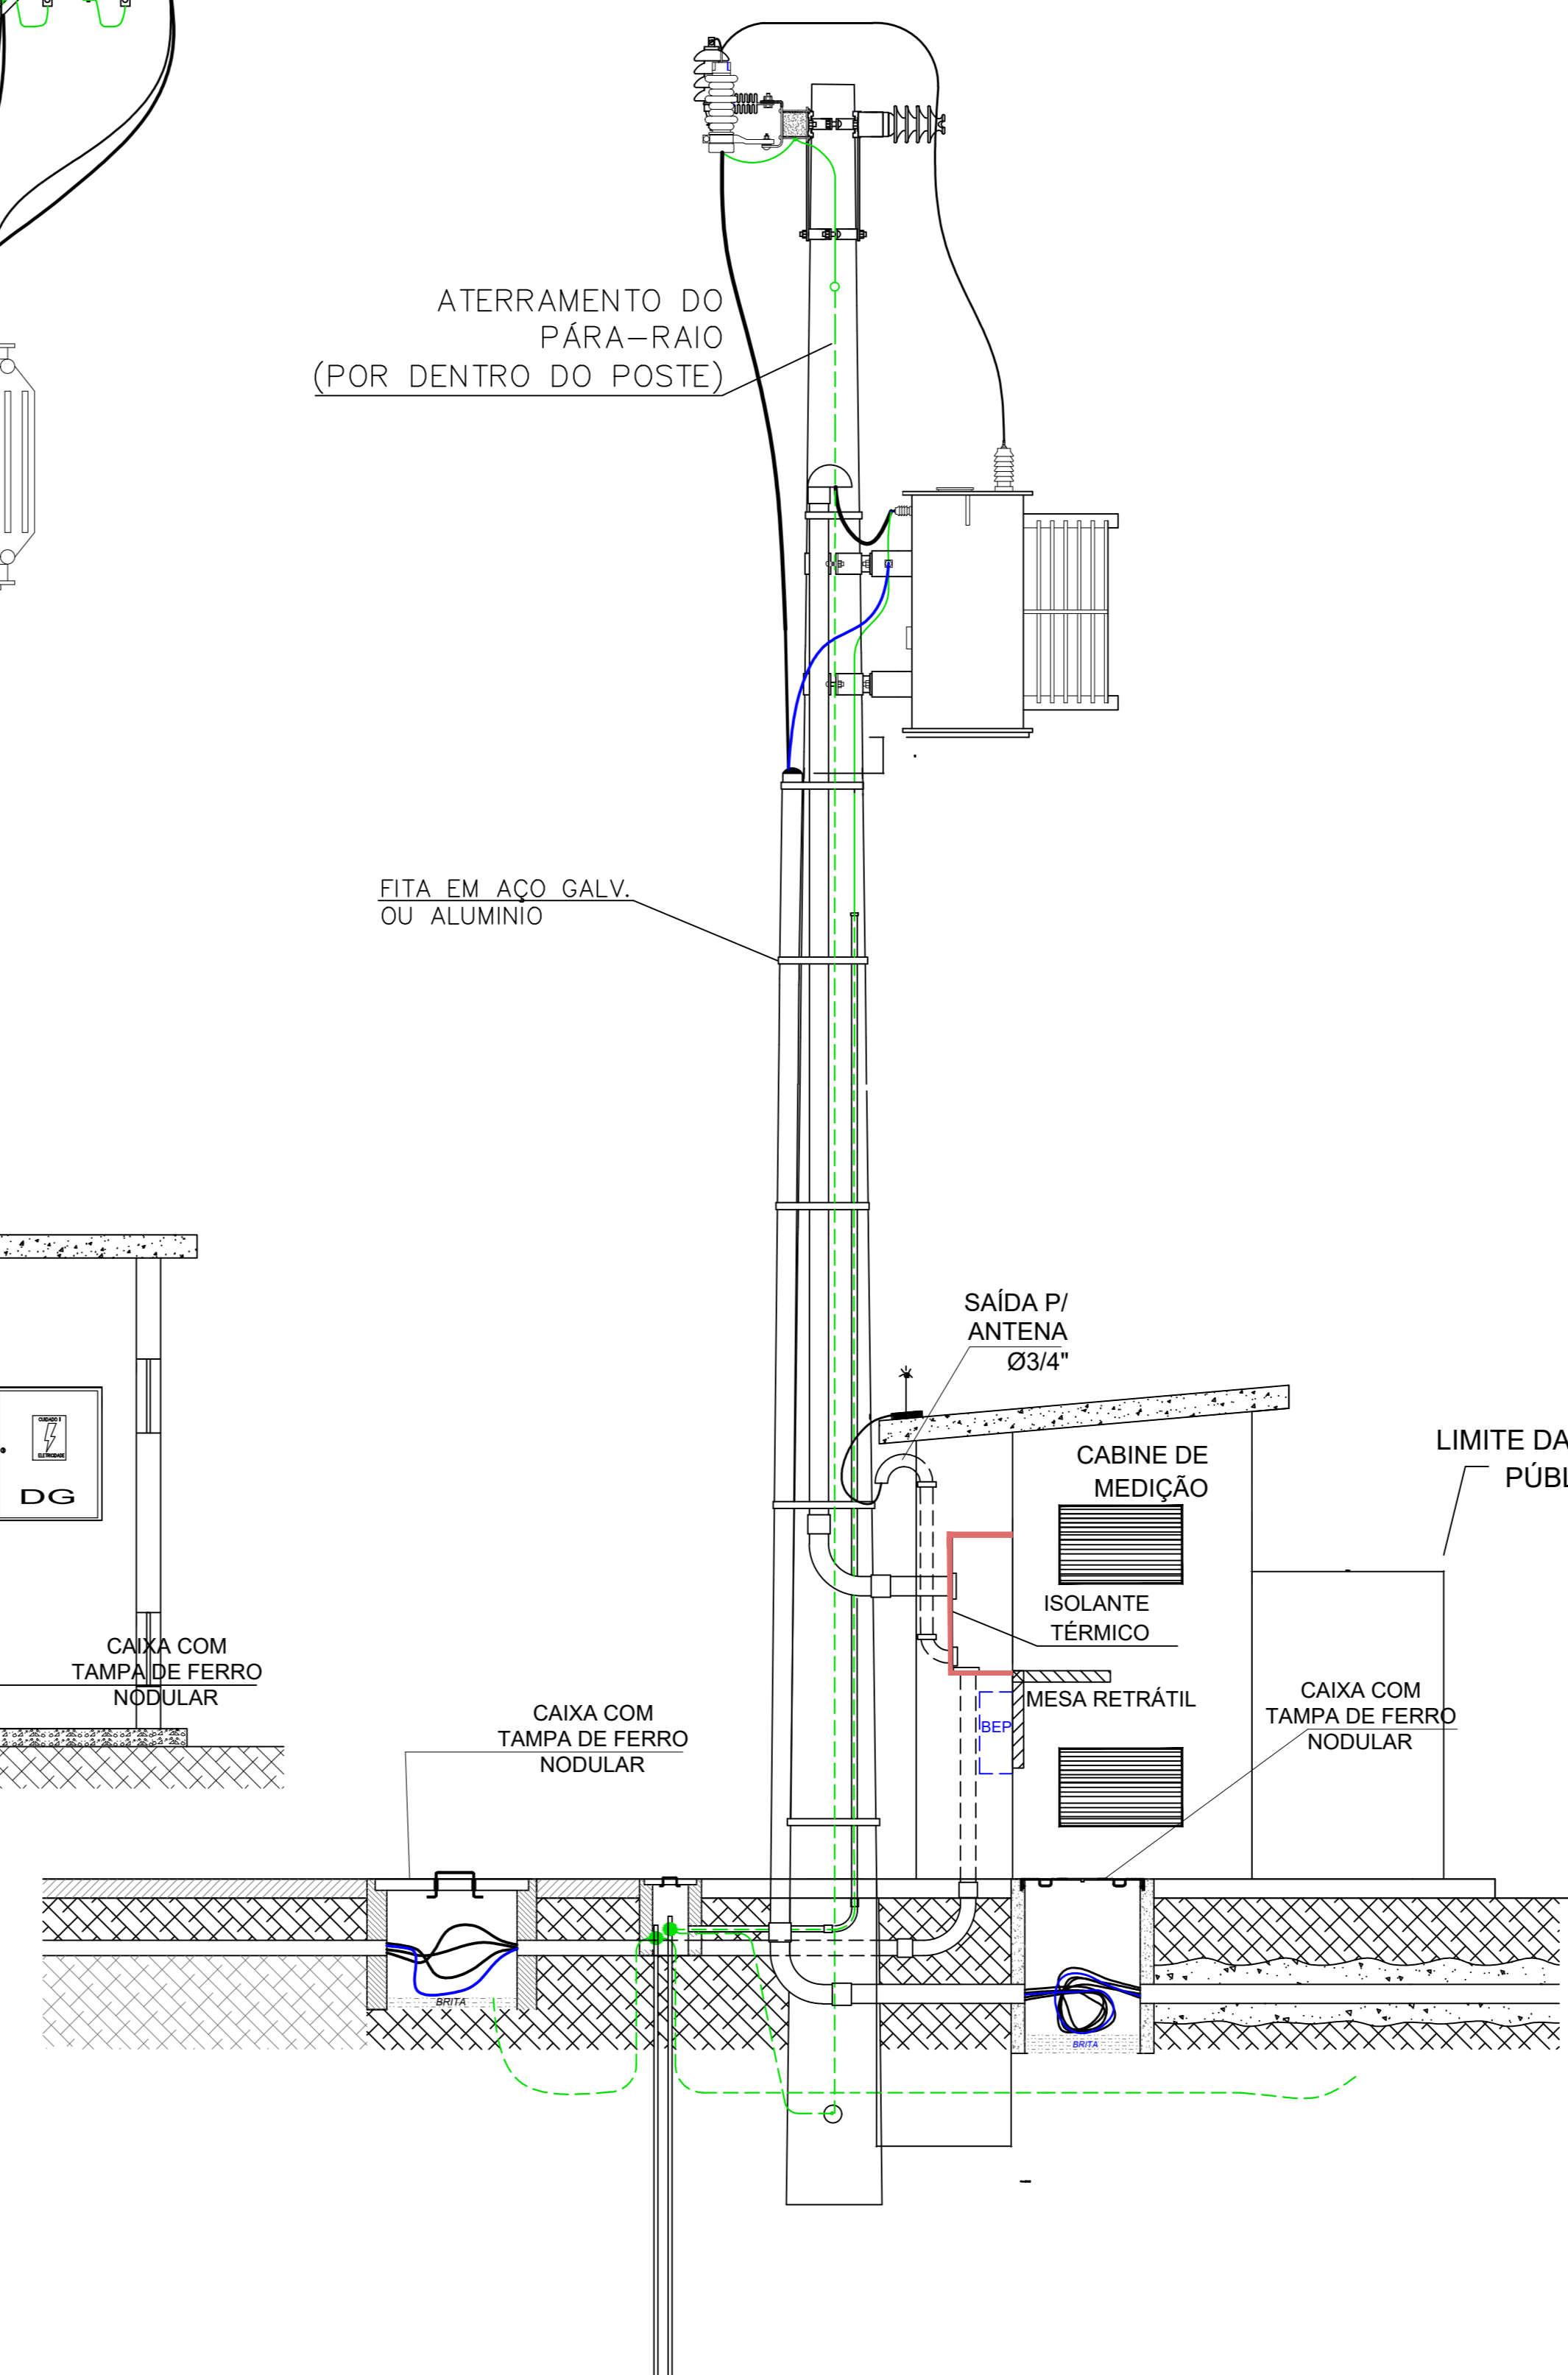 ATERRAMENTO DO
PÁRA-RAIO
(POR DENTRO DO POSTE)
FITA EM AÇO GALV.
OU ALUMINIO
SAÍDA P/
ANTENA
Ø3/4"
CABINE DE
MEDIÇÃO
LIMITE DA
PÚBL
CUIDADO !
ELETRICIDADE
DG
ISOLANTE
TÉRMICO
CAIXA COM
TAMPA DE FERRO
NODULAR
MESA RETRÁTIL
BEP
CAIXA COM
TAMPA DE FERRO
NODULAR
CAIXA COM
TAMPA DE FERRO
NODULAR
BRITA
BRITA